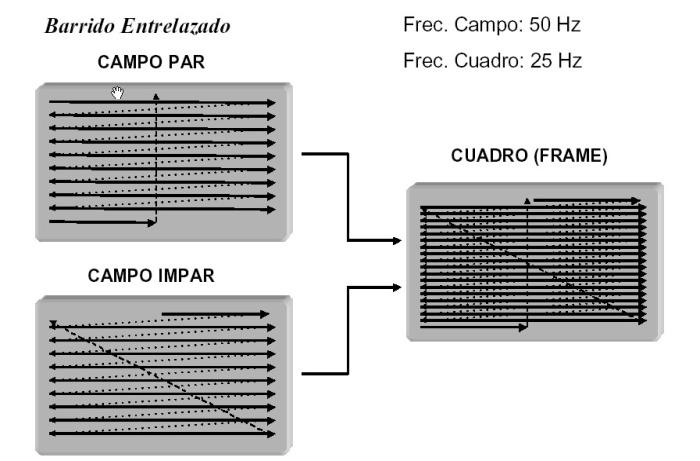 Barrido Entrelazado
Frec. Campo: 50 Hz
Frec. Cuadro: 25 Hz
CAMPO PAR
CUADRO (FRAME)
CAMPO IMPAR